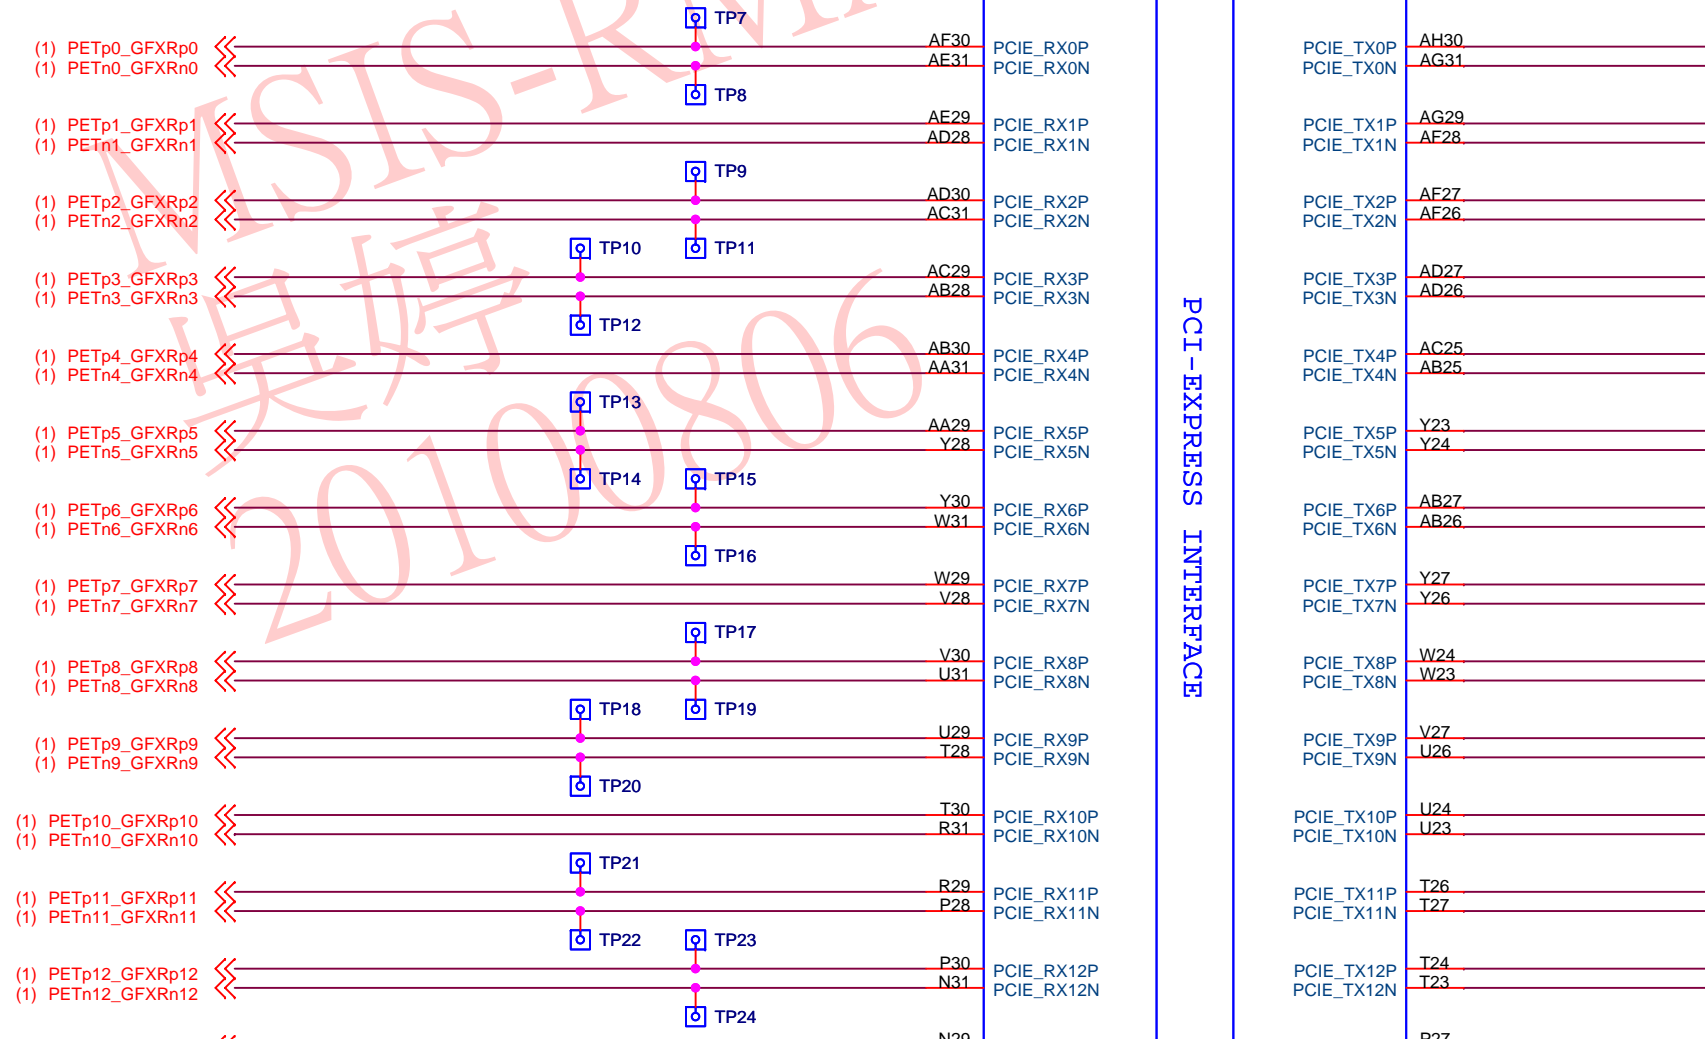 TP7
(1) PETp0_GFXRp0 AF30 PCIE_RX0P PCIE_TX0P AH30
(1) PETn0_GFXRn0 AE31 PCIE_RX0N PCIE_TX0N AG31
TP8
(1) PETp1_GFXRp1 AE29 PCIE_RX1P PCIE_TX1P AG29
(1) PETn1_GFXRn1 AD28 PCIE_RX1N PCIE_TX1N AF28
TP9
(1) PETp2_GFXRp2 AD30 PCIE_RX2P PCIE_TX2P AF27
(1) PETn2_GFXRn2 AC31 PCIE_RX2N PCIE_TX2N AF26
TP10 TP11
(1) PETp3_GFXRp3 AC29 PCIE_RX3P PCIE_TX3P AD27
(1) PETn3_GFXRn3 AB28 PCIE_RX3N PCIE_TX3N AD26
TP12
(1) PETp4_GFXRp4 AB30 PCIE_RX4P PCIE_TX4P AC25
(1) PETn4_GFXRn4 AA31 PCIE_RX4N PCIE_TX4N AB25
TP13
(1) PETp5_GFXRp5 AA29 PCIE_RX5P PCIE_TX5P Y23
(1) PETn5_GFXRn5 Y28 PCIE_RX5N PCIE_TX5N Y24
TP14 TP15
(1) PETp6_GFXRp6 Y30 PCIE_RX6P PCIE_TX6P AB27
(1) PETn6_GFXRn6 W31 PCIE_RX6N PCIE_TX6N AB26
TP16
(1) PETp7_GFXRp7 W29 PCIE_RX7P PCIE_TX7P Y27
(1) PETn7_GFXRn7 V28 PCIE_RX7N PCIE_TX7N Y26
TP17
(1) PETp8_GFXRp8 V30 PCIE_RX8P PCIE_TX8P W24
(1) PETn8_GFXRn8 U31 PCIE_RX8N PCIE_TX8N W23
TP18 TP19
(1) PETp9_GFXRp9 U29 PCIE_RX9P PCIE_TX9P V27
(1) PETn9_GFXRn9 T28 PCIE_RX9N PCIE_TX9N U26
TP20
(1) PETp10_GFXRp10 T30 PCIE_RX10P PCIE_TX10P U24
(1) PETn10_GFXRn10 R31 PCIE_RX10N PCIE_TX10N U23
TP21
(1) PETp11_GFXRp11 R29 PCIE_RX11P PCIE_TX11P T26
(1) PETn11_GFXRn11 P28 PCIE_RX11N PCIE_TX11N T27
TP22 TP23
(1) PETp12_GFXRp12 P30 PCIE_RX12P PCIE_TX12P T24
(1) PETn12_GFXRn12 N31 PCIE_RX12N PCIE_TX12N T23
TP24
N29 P27
PCI-EXPRESS INTERFACE
MSIS-RMA
吴婷
20100806